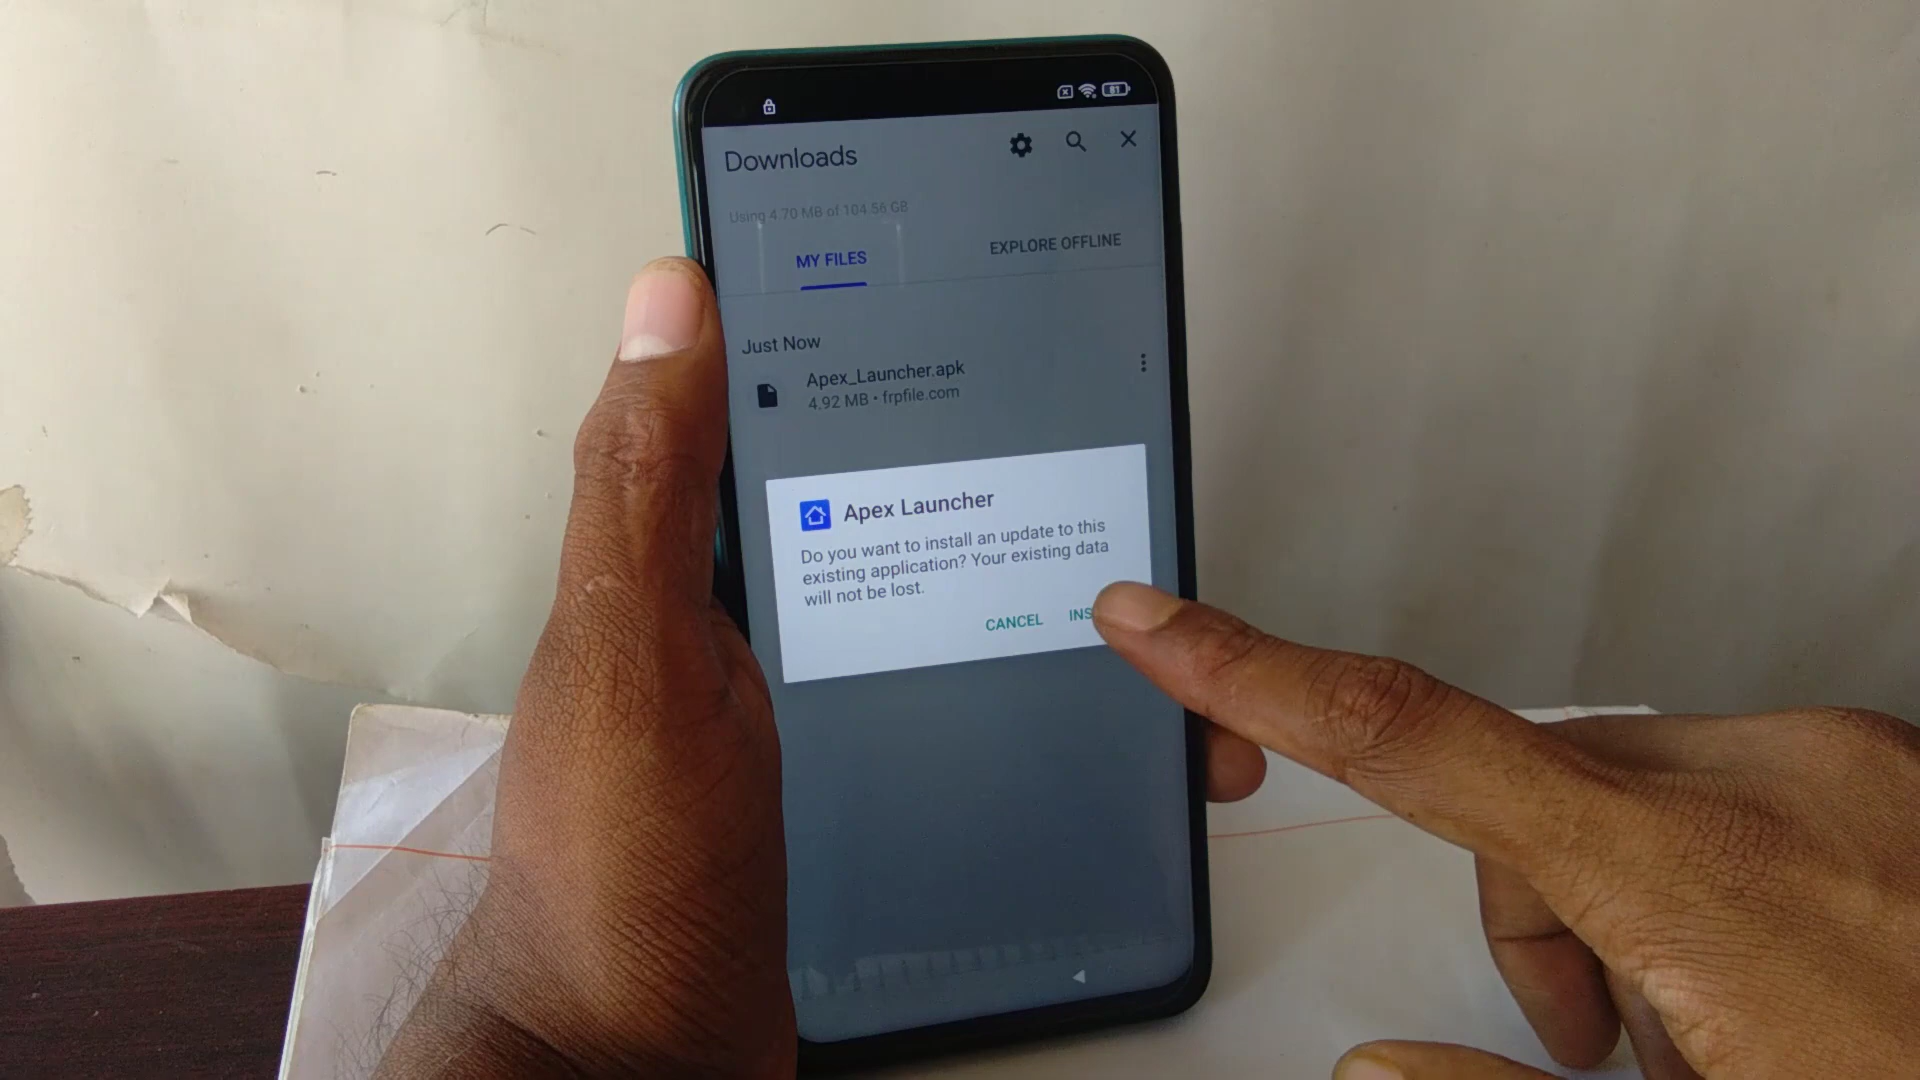 81
Downloads
Using 4.70 MB of 104.56 GB
MY FILES
EXPLORE OFFLINE
Just Now
Apex_Launcher.apk
4.92 MB • frpfile.com
Apex Launcher
Do you want to install an update to this
existing application? Your existing data
will not be lost.
CANCEL INS